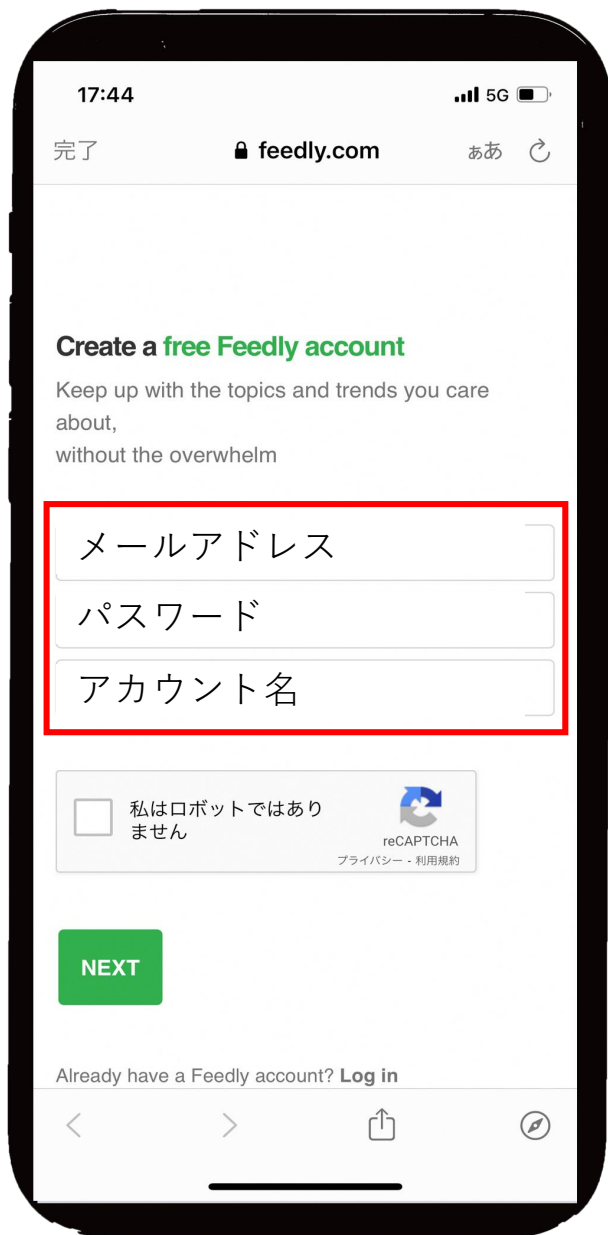 17:44
5G
完了
feedly.com
ぁあ
Create a free Feedly account
Keep up with the topics and trends you care
about,
without the overwhelm
メールアドレス
パスワード
アカウント名
私はロボットではあり
ません
reCAPTCHA
プライバシー - 利用規約
NEXT
Already have a Feedly account? Log in